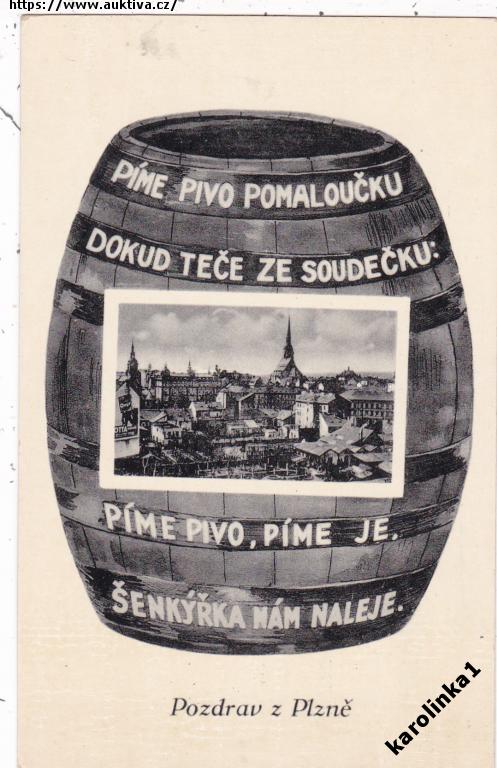 https://www.auktiva.cz/
PÍME PIVO POMALOUČKU
DOKUD TEČE ZE SOUDEČKU:
PÍME PIVO, PÍME JE.
ŠENKÝŘKA NÁM NALEJE.
Pozdrav z Plzně
karolinka1